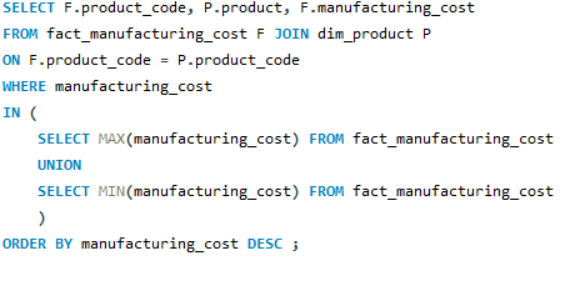 SELECT F.product_code, P.product, F.manufacturing_cost
FROM fact_manufacturing_cost F JOIN dim_product P
ON F.product_code = P.product_code
WHERE manufacturing_cost
IN (
    SELECT MAX(manufacturing_cost) FROM fact_manufacturing_cost
    UNION
    SELECT MIN(manufacturing_cost) FROM fact_manufacturing_cost
    )
ORDER BY manufacturing_cost DESC ;